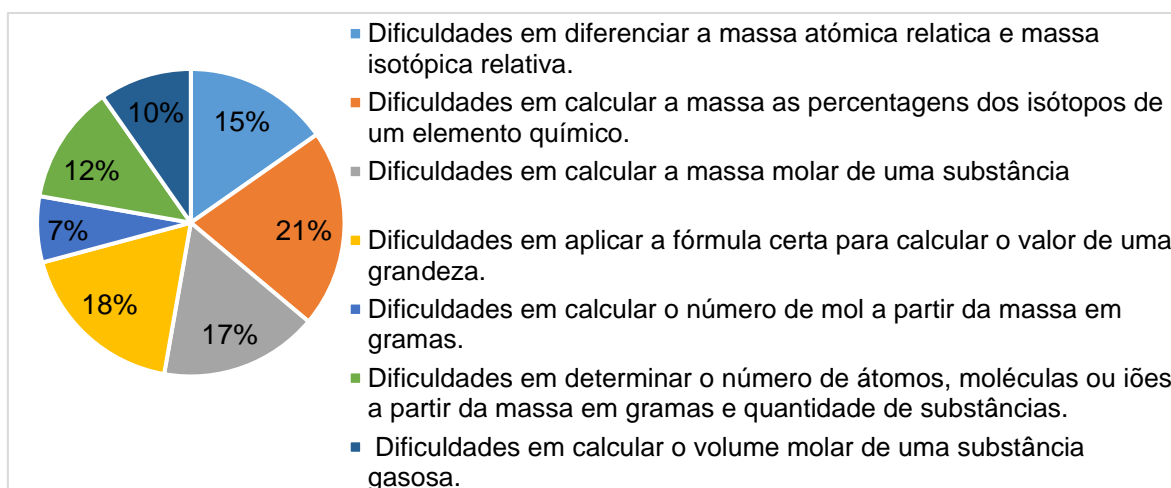 10%
15%
12%
7%
21%
18%
17%
Dificuldades em diferenciar a massa atómica relatica e massa
isotópica relativa.
Dificuldades em calcular a massa as percentagens dos isótopos de
um elemento químico.
Dificuldades em calcular a massa molar de uma substância
Dificuldades em aplicar a fórmula certa para calcular o valor de uma
grandeza.
Dificuldades em calcular o número de mol a partir da massa em
gramas.
Dificuldades em determinar o número de átomos, moléculas ou iões
a partir da massa em gramas e quantidade de substâncias.
Dificuldades em calcular o volume molar de uma substância
gasosa.